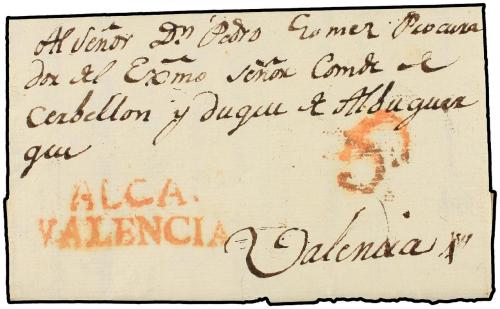 Al Señor Dn Pedro Gomez Procura
dor del Exmo Señor Conde de
Cerbellon y duque de Albuquer
que
5
ALCA.
VALENCIA
Valencia